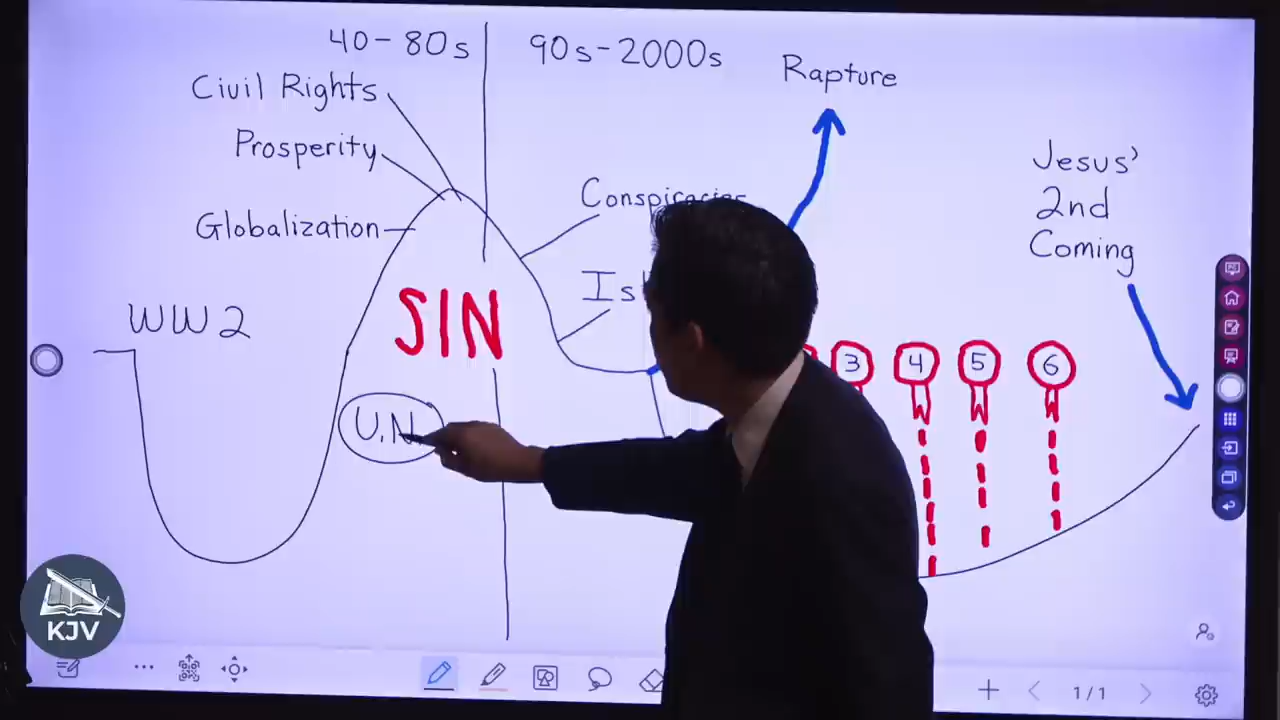 40-80s
90s-2000s
Civil Rights
Rapture
Prosperity
Jesus'
2nd
Coming
Conspiracies
Globalization
SIN
WW2
3
4
5
6
U.N.
KJV
1/1